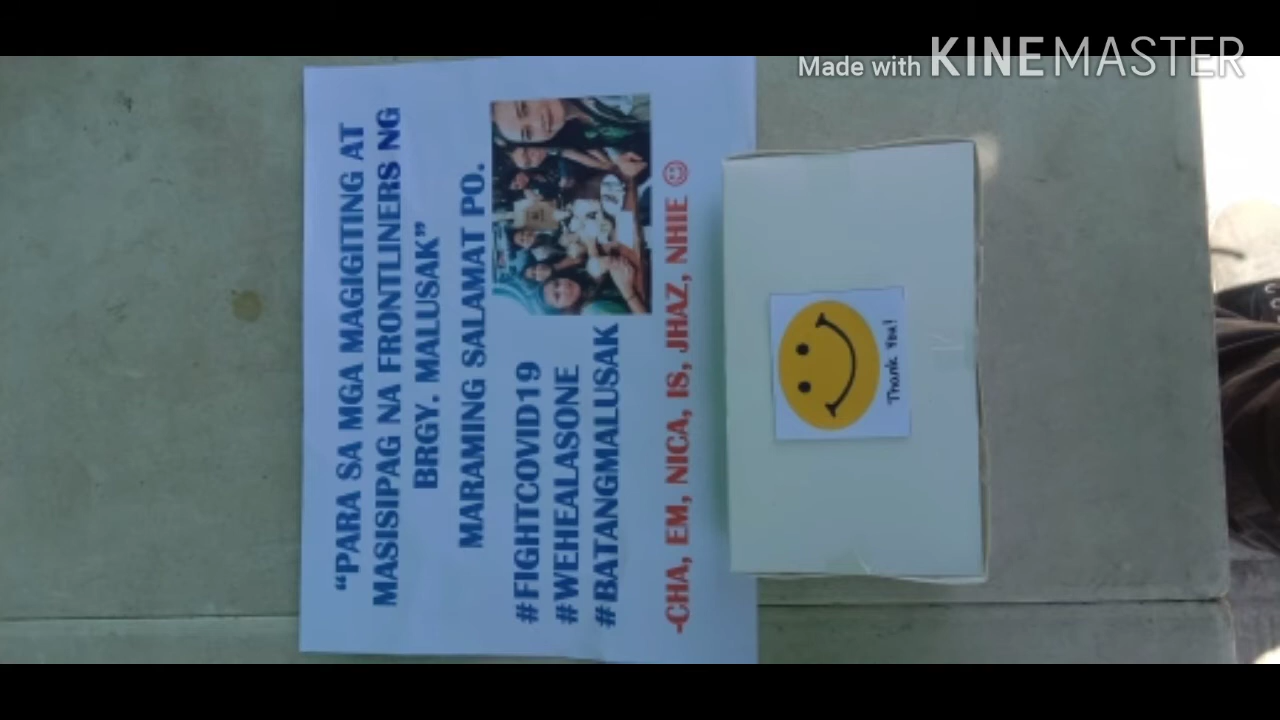 Made with KINEMASTER
“PARA SA MGA MAGIGITING AT
MASISIPAG NA FRONTLINERS NG
BRGY. MALUSAK”
MARAMING SALAMAT PO.
#FIGHTCOVID19
#WEHEALASONE
#BATANGMALUSAK
-CHA, EM, NICA, IS, JHAZ, NHIE ☺
Thank You!